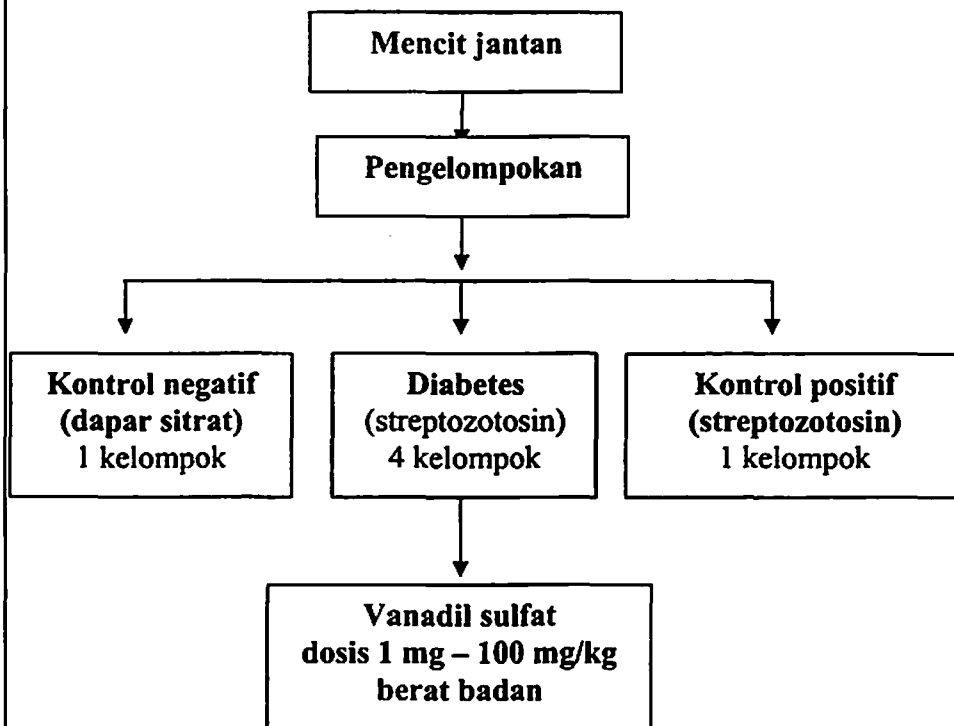 Mencit jantan
Pengelompokan
Kontrol negatif
(dapar sitrat)
1 kelompok
Diabetes
(streptozotosin)
4 kelompok
Kontrol positif
(streptozotosin)
1 kelompok
Vanadil sulfat
dosis 1 mg – 100 mg/kg
berat badan